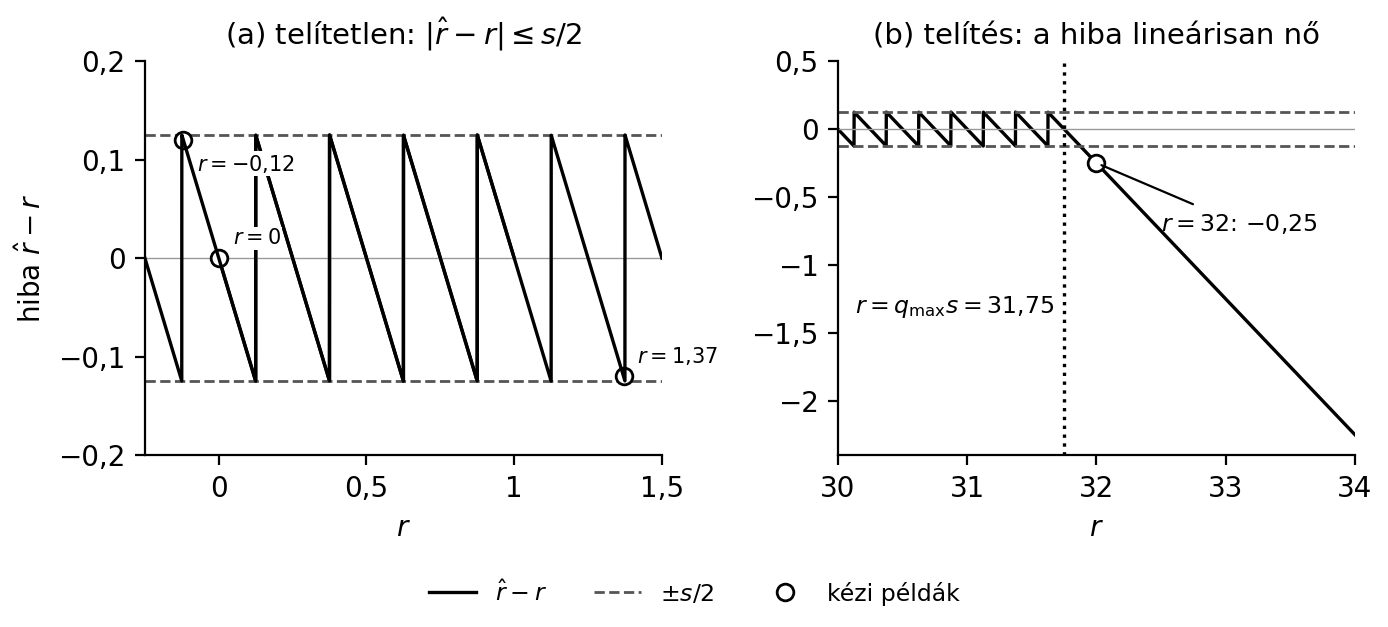 (a) telítetlen: |r̂ − r| ≤ s/2
0,2
0,1
0
−0,1
−0,2
hiba r̂ − r
r = −0,12
r = 0
r = 1,37
0 0,5 1 1,5
r
(b) telítés: a hiba lineárisan nő
0,5
0
−0,5
−1
−1,5
−2
r = 32: −0,25
r = qmaxs = 31,75
30 31 32 33 34
r
r̂ − r ±s/2 kézi példák